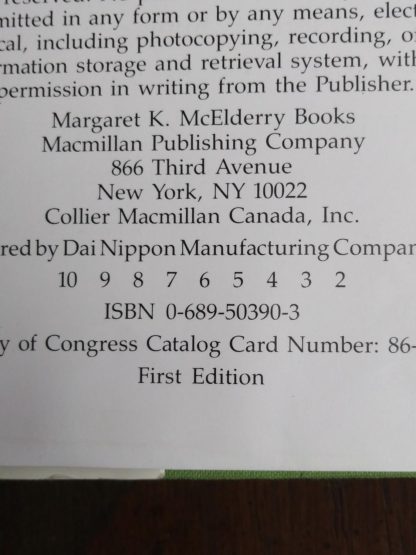 mitted in any form or by any means, elect
cal, including photocopying, recording, o
rmation storage and retrieval system, with
permission in writing from the Publisher.
Margaret K. McElderry Books
Macmillan Publishing Company
866 Third Avenue
New York, NY 10022
Collier Macmillan Canada, Inc.
red by Dai Nippon Manufacturing Compan
10 9 8 7 6 5 4 3 2
ISBN 0-689-50390-3
y of Congress Catalog Card Number: 86-
First Edition